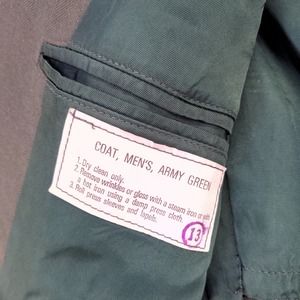 COAT, MEN'S, ARMY GREEN
1. Dry clean only.
2. Remove wrinkles or gloss with a steam iron or with
a hot iron using a damp press cloth.
3. Roll press sleeves and lapels.
13